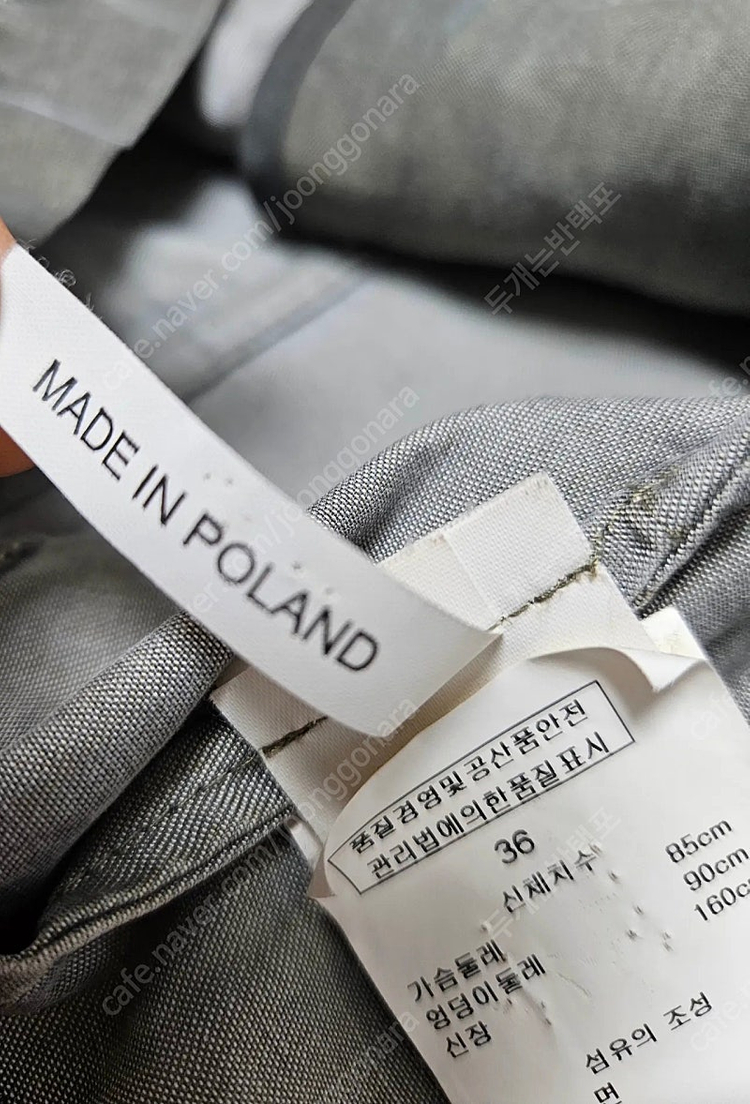 MADE IN POLAND
품질경영및공산품안전
관리법에의한품질표시
36
신체치수
85cm
90cm
가슴둘레
엉덩이둘레
신장
160c
섬유의 조성
면
cafe.naver.com/joonggonara
두개는반택포